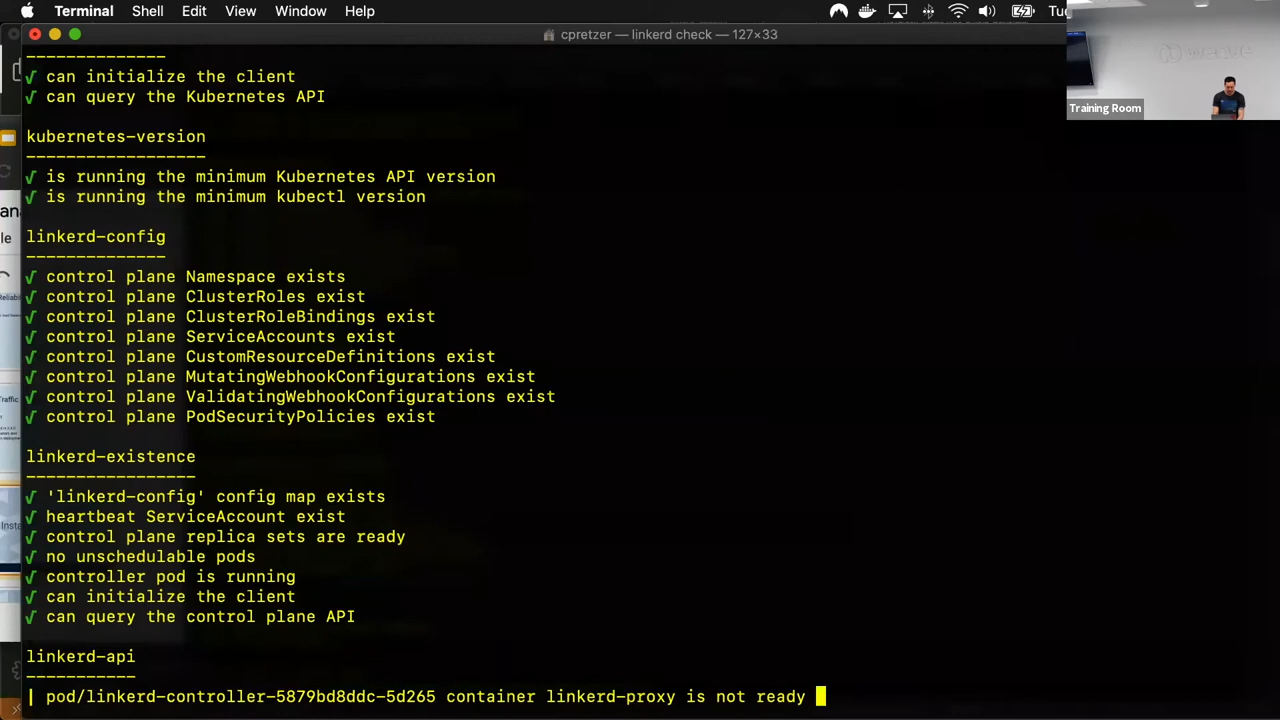 Terminal Shell Edit View Window Help
cpretzer — linkerd check — 127×33
Training Room
--------------
√ can initialize the client
√ can query the Kubernetes API
kubernetes-version
------------------
√ is running the minimum Kubernetes API version
√ is running the minimum kubectl version
linkerd-config
--------------
√ control plane Namespace exists
√ control plane ClusterRoles exist
√ control plane ClusterRoleBindings exist
√ control plane ServiceAccounts exist
√ control plane CustomResourceDefinitions exist
√ control plane MutatingWebhookConfigurations exist
√ control plane ValidatingWebhookConfigurations exist
√ control plane PodSecurityPolicies exist
linkerd-existence
-----------------
√ 'linkerd-config' config map exists
√ heartbeat ServiceAccount exist
√ control plane replica sets are ready
√ no unschedulable pods
√ controller pod is running
√ can initialize the client
√ can query the control plane API
linkerd-api
-----------
| pod/linkerd-controller-5879bd8ddc-5d265 container linkerd-proxy is not ready